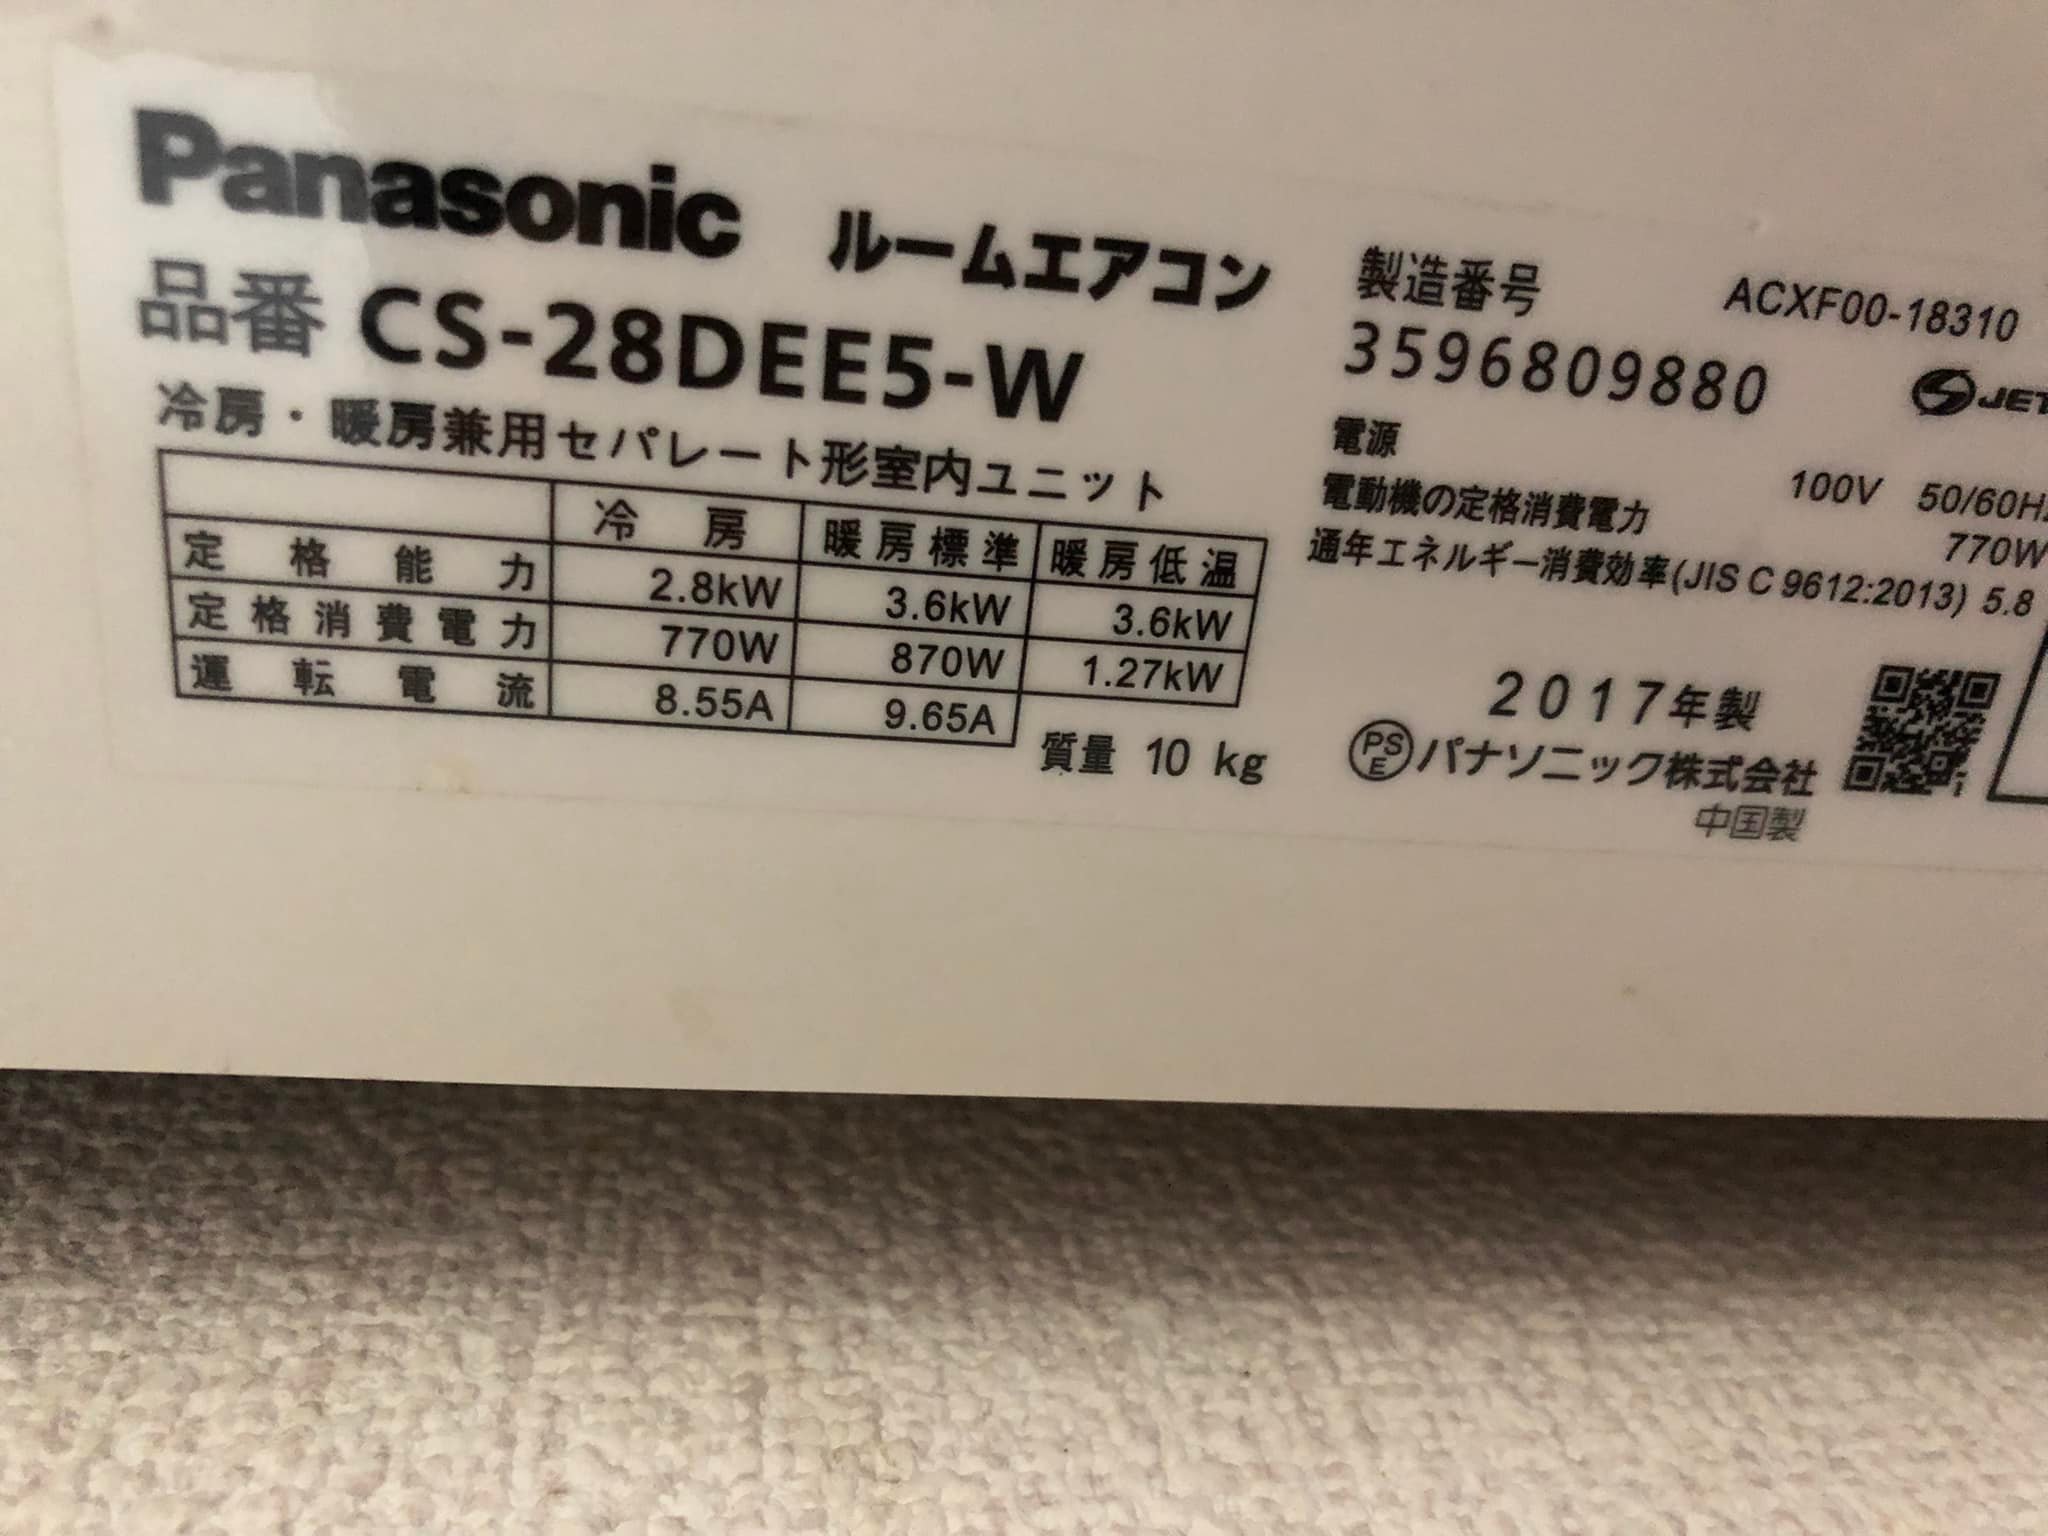 Panasonic ルームエアコン
品番 CS-28DEE5-W
冷房・暖房兼用セパレート形室内ユニット
冷房 暖房標準 暖房低温
定格能力 2.8kW 3.6kW 3.6kW
定格消費電力 770W 870W 1.27kW
運転電流 8.55A 9.65A
質量 10 kg
製造番号 ACXF00-18310
3596809880
JET
電源 100V 50/60Hz
電動機の定格消費電力 770W
通年エネルギー消費効率(JIS C 9612:2013) 5.8
2017年製
PSE パナソニック株式会社
中国製